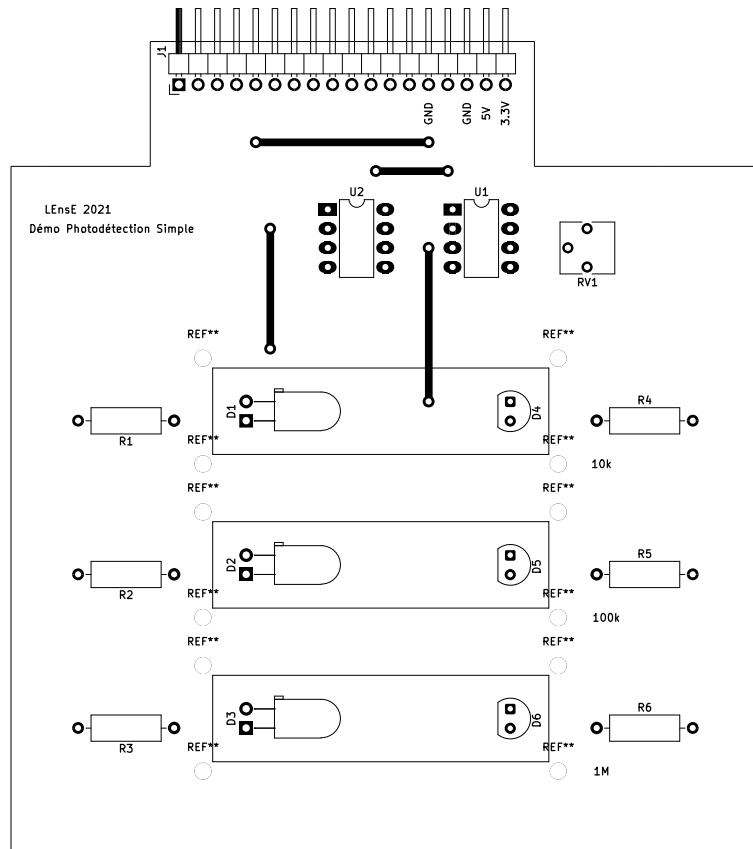 J1
GND
GND
5V
3.3V
LEnsE 2021
Démo Photodétection Simple
U2
U1
RV1
REF**
REF**
D1
D4
R1
R4
REF**
REF**
10k
REF**
REF**
D2
D5
R2
R5
REF**
REF**
100k
REF**
REF**
D3
D6
R3
R6
REF**
REF**
1M